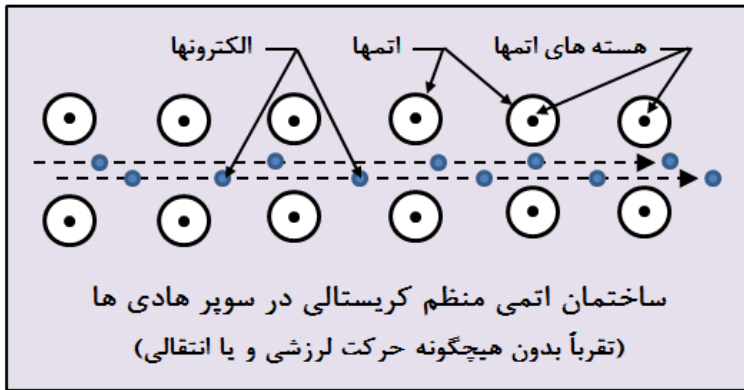 هسته های اتمها
اتمها
الکترونها
ساختمان اتمی منظم کریستالی در سوپر هادی ها
(تقرباً بدون هیچگونه حرکت لرزشی و یا انتقالی)